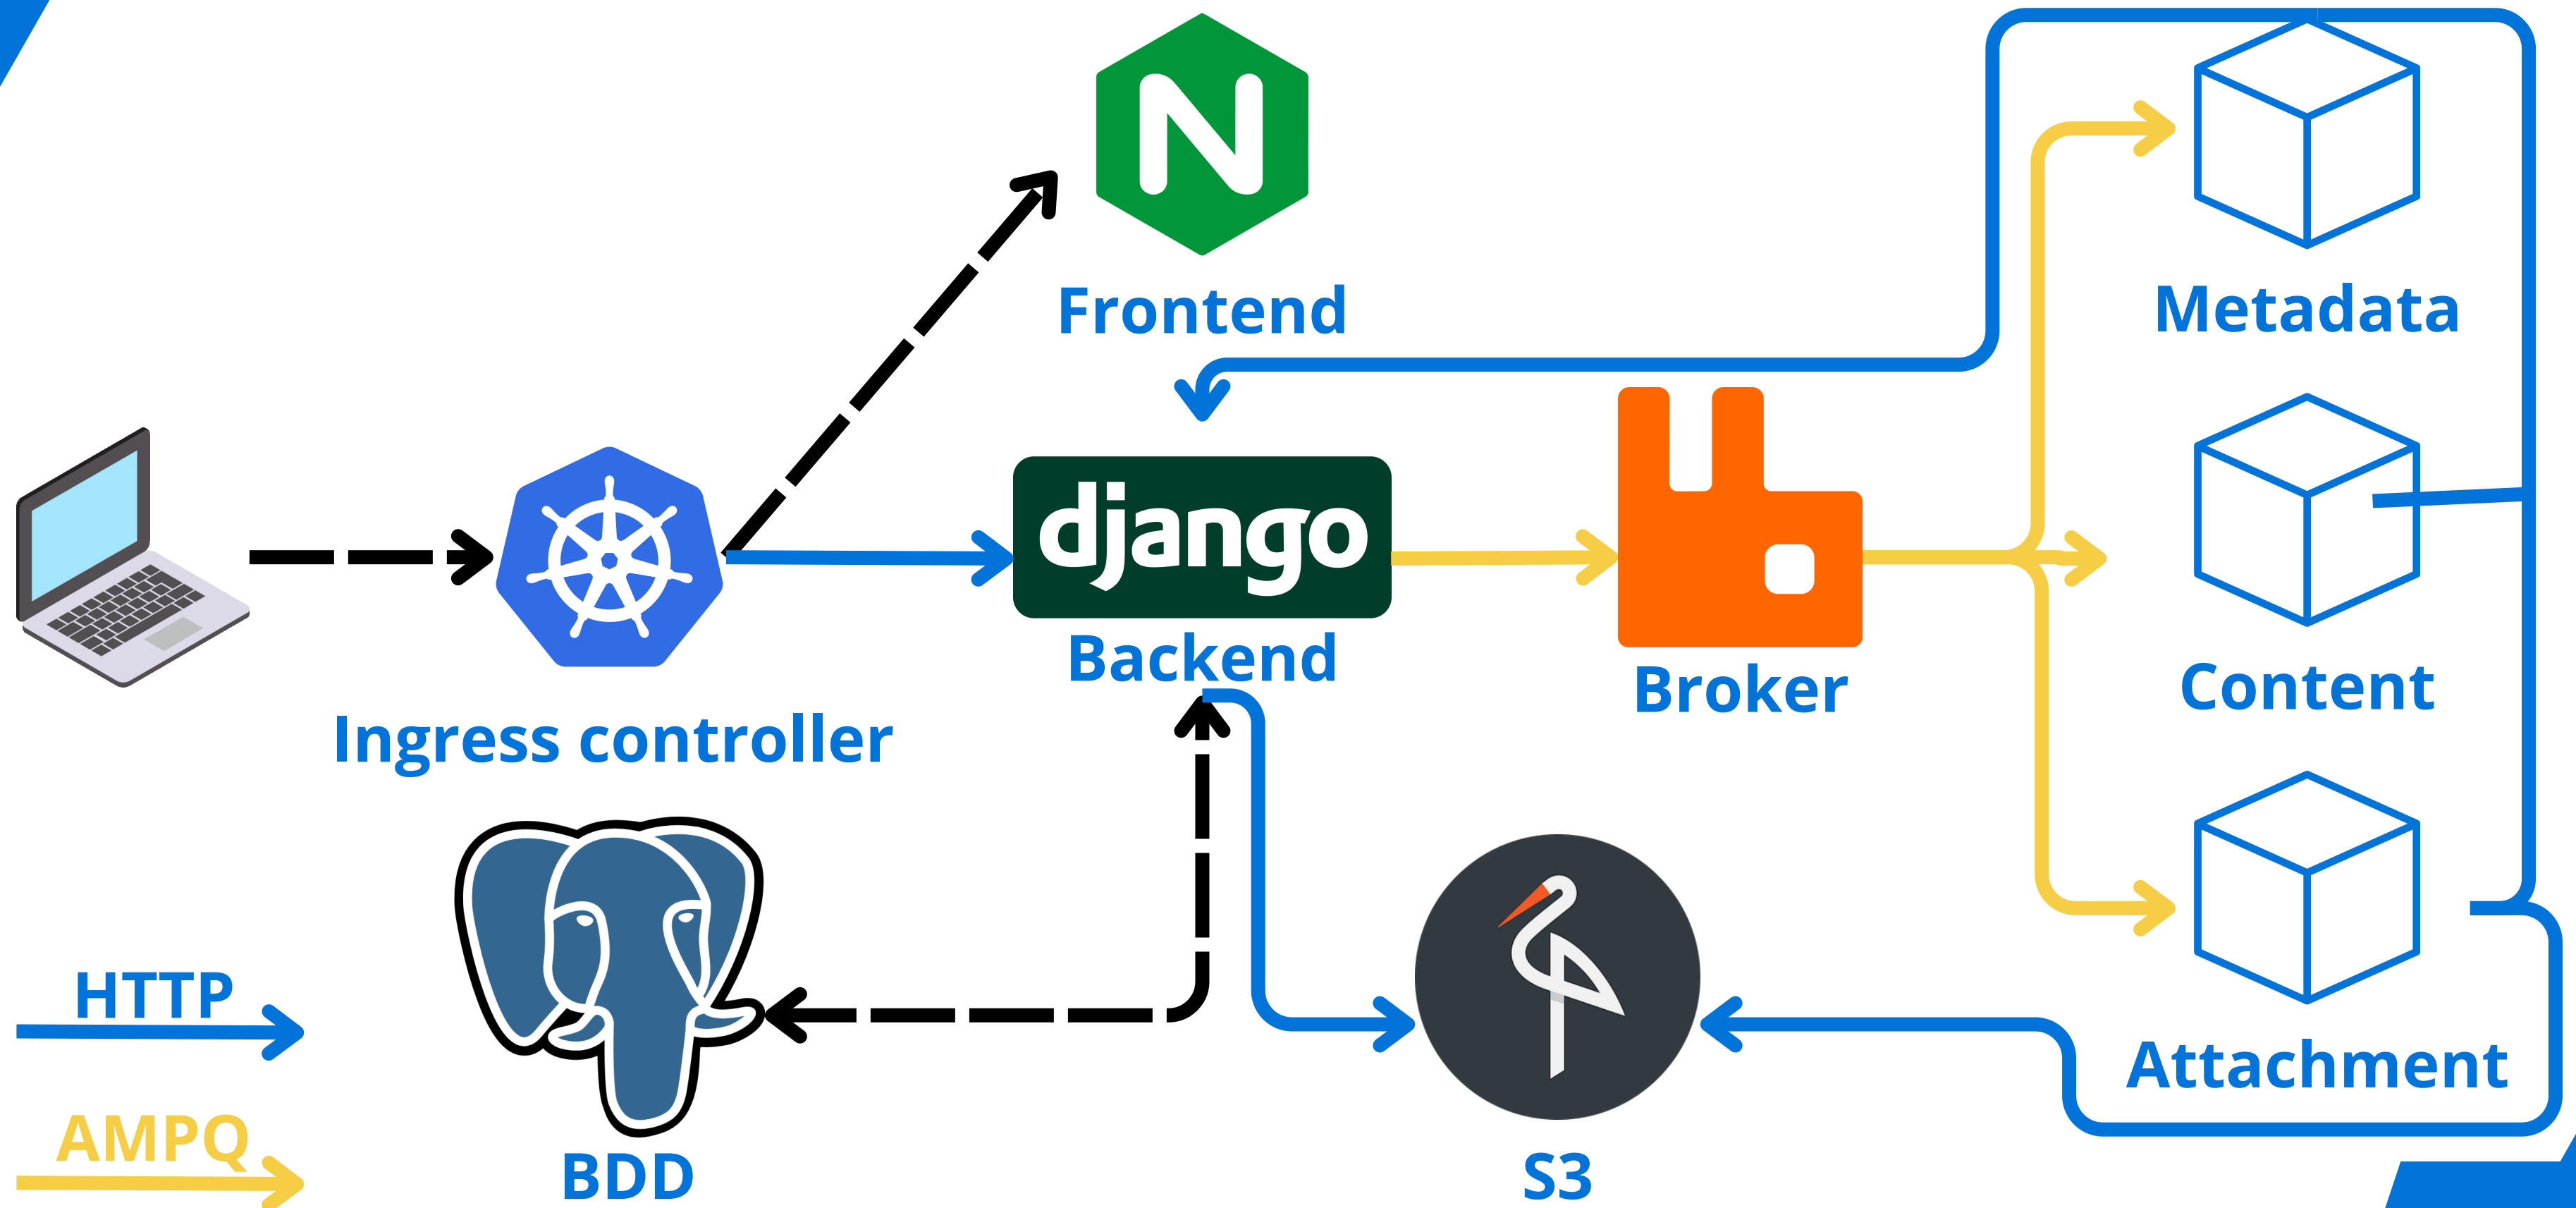 Frontend
Metadata
django
Backend
Broker
Content
Ingress controller
HTTP
AMPQ
BDD
S3
Attachment